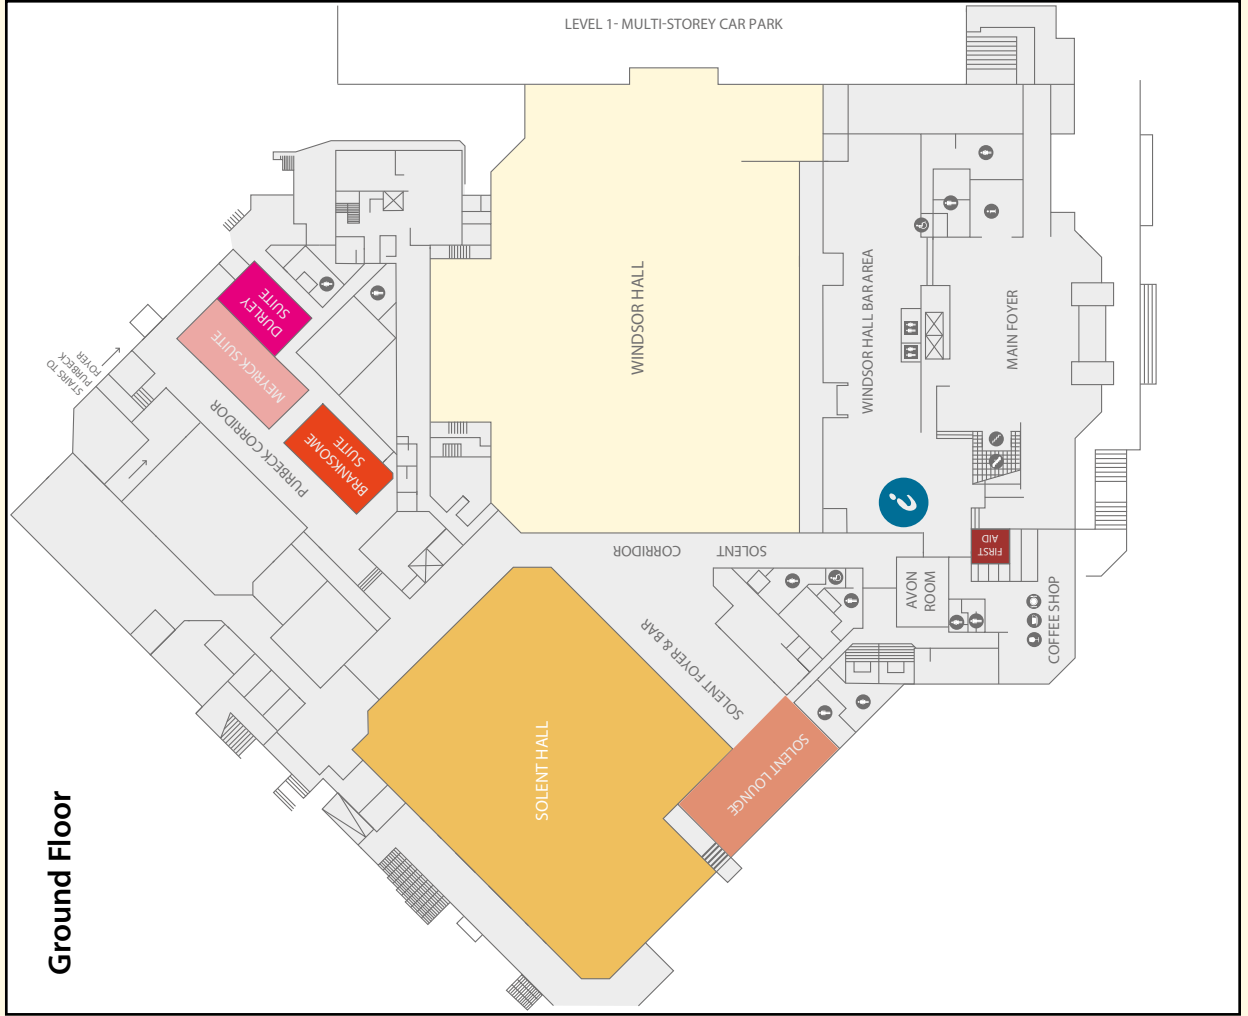 LEVEL 1- MULTI-STOREY CAR PARK
WINDSOR HALL
WINDSOR HALL BAR AREA
MAIN FOYER
DURLEY
SUITE
MEYRICK SUITE
STAIRS TO
PURBECK
FOYER
PURBECK CORRIDOR
BRANKSOME
SUITE
i
FIRST
AID
SOLENT CORRIDOR
AVON
ROOM
COFFEE SHOP
SOLENT FOYER & BAR
SOLENT HALL
SOLENT LOUNGE
Ground Floor